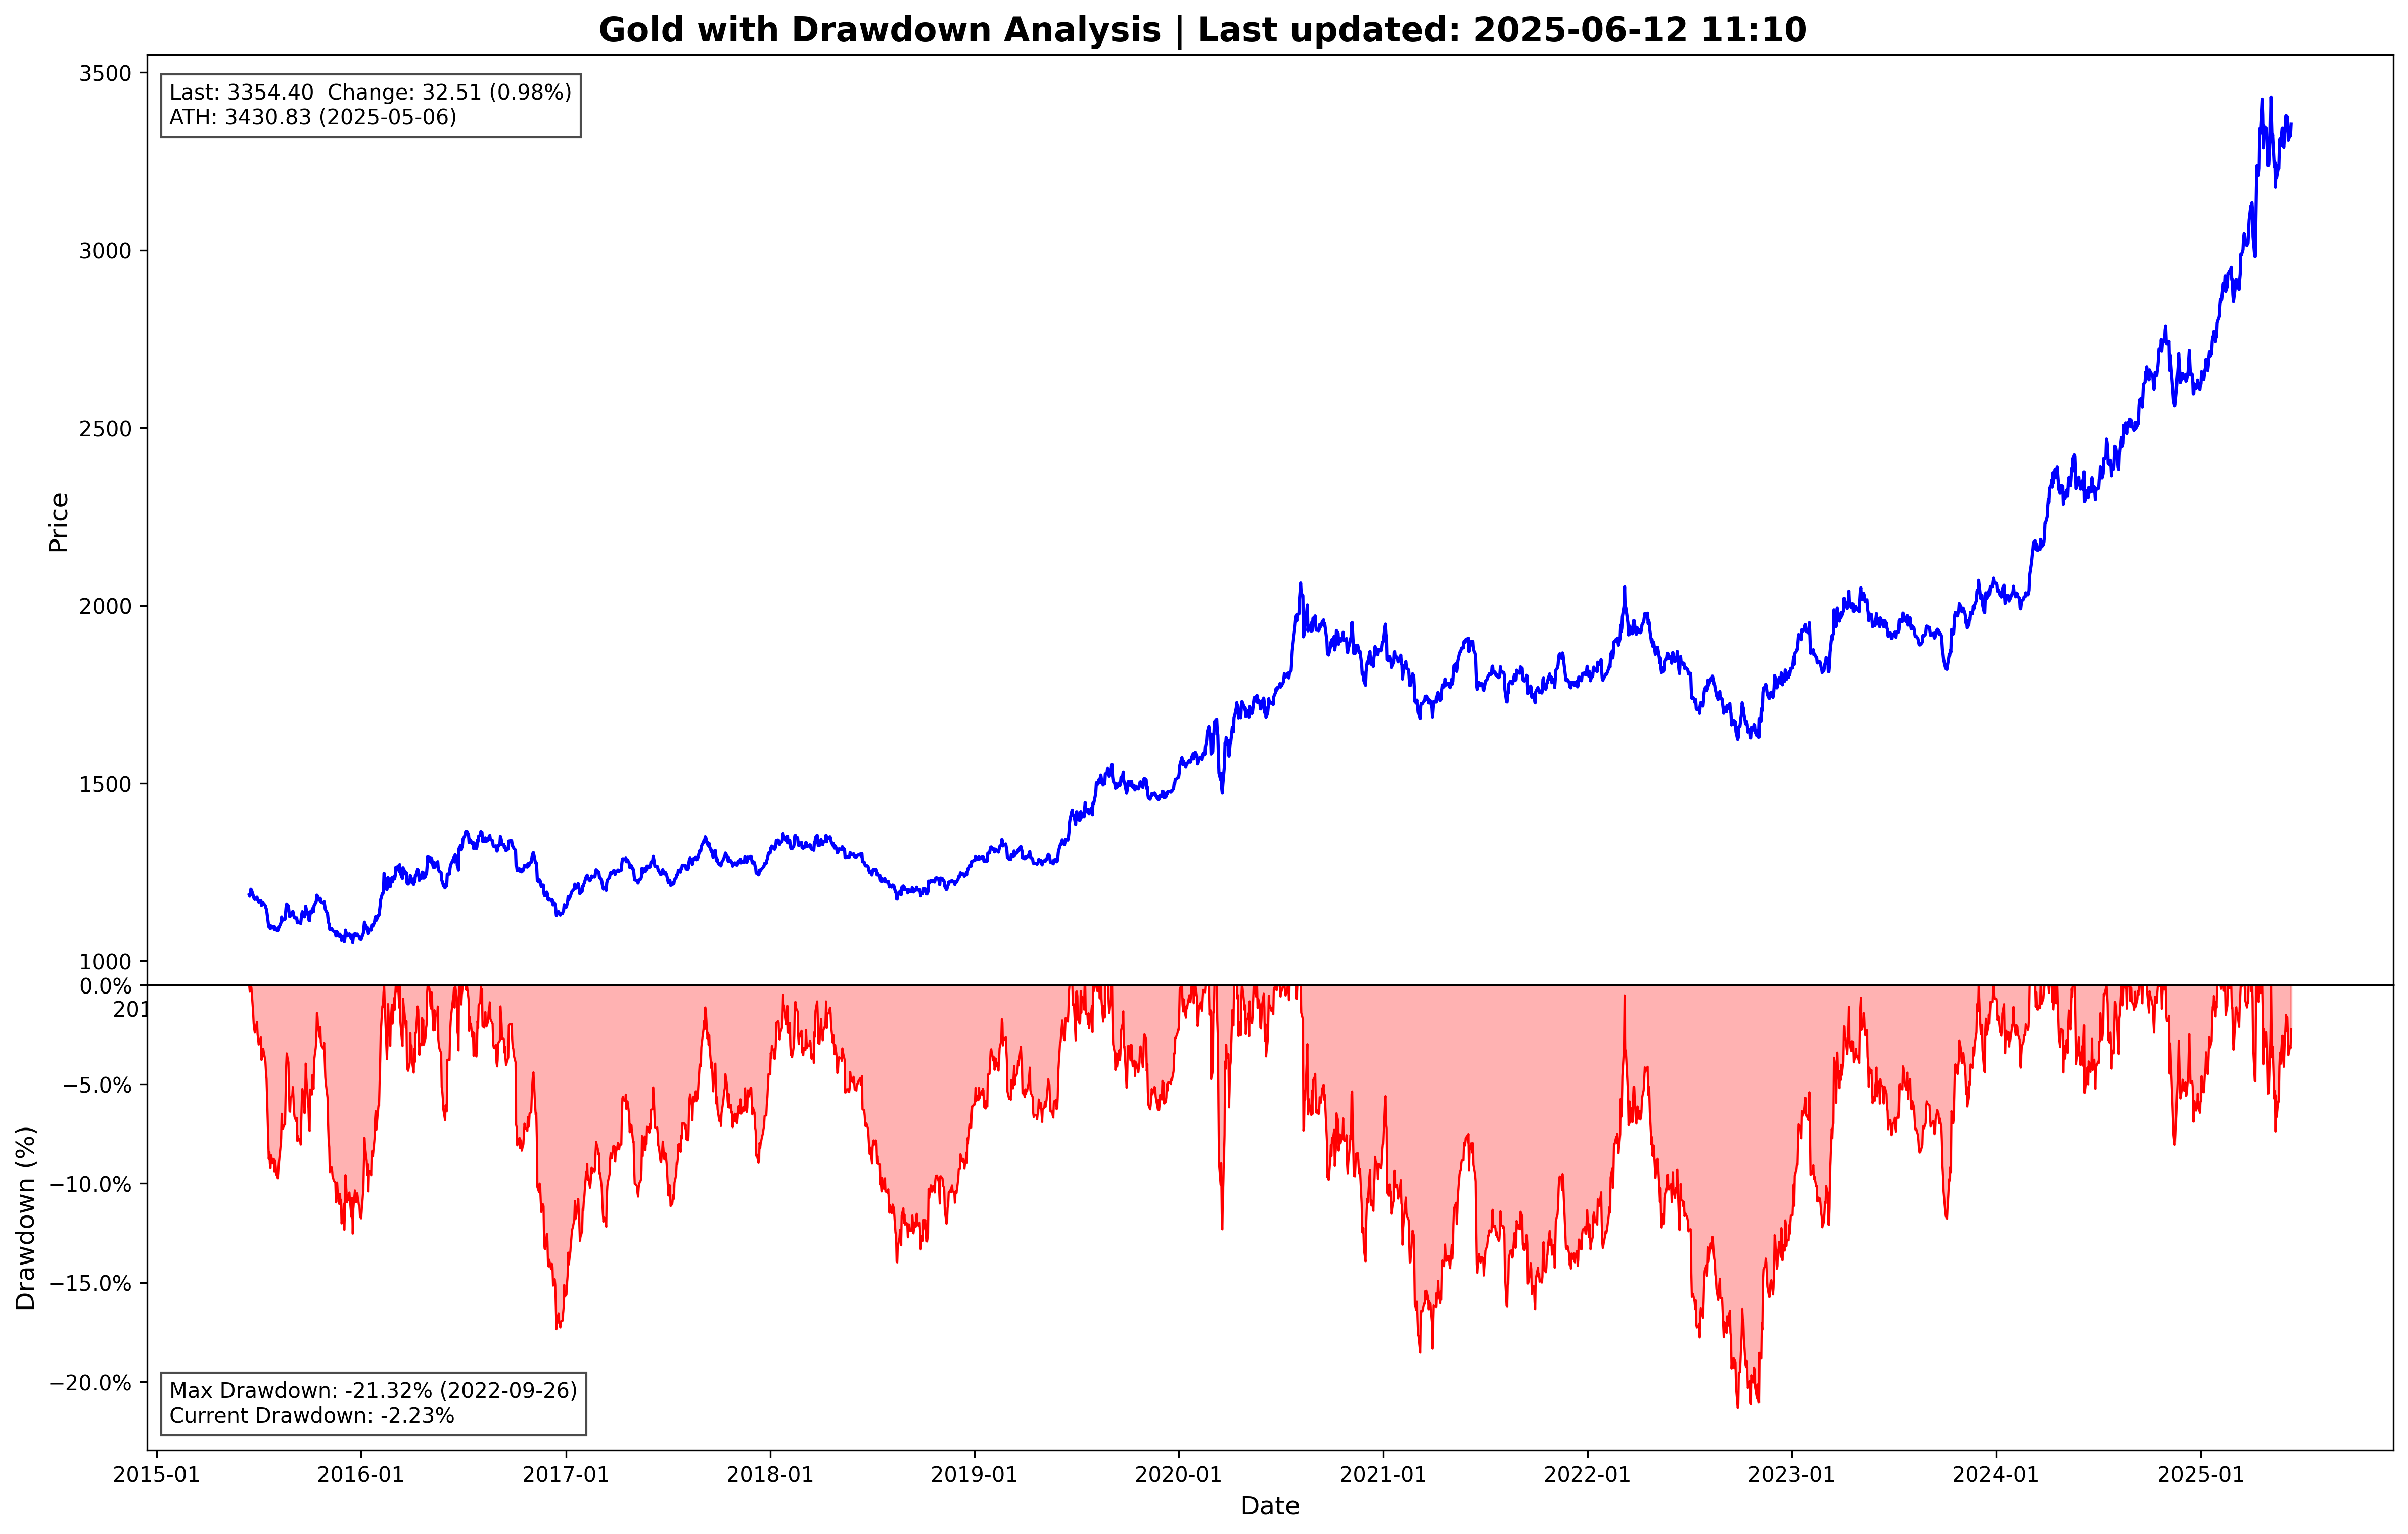 Gold with Drawdown Analysis | Last updated: 2025-06-12 11:10
3500
Last: 3354.40  Change: 32.51 (0.98%)
ATH: 3430.83 (2025-05-06)
3000
2500
Price
2000
1500
1000
0.0%
201
−5.0%
−10.0%
Drawdown (%)
−15.0%
−20.0%
Max Drawdown: -21.32% (2022-09-26)
Current Drawdown: -2.23%
2015-01 2016-01 2017-01 2018-01 2019-01 2020-01 2021-01 2022-01 2023-01 2024-01 2025-01
Date